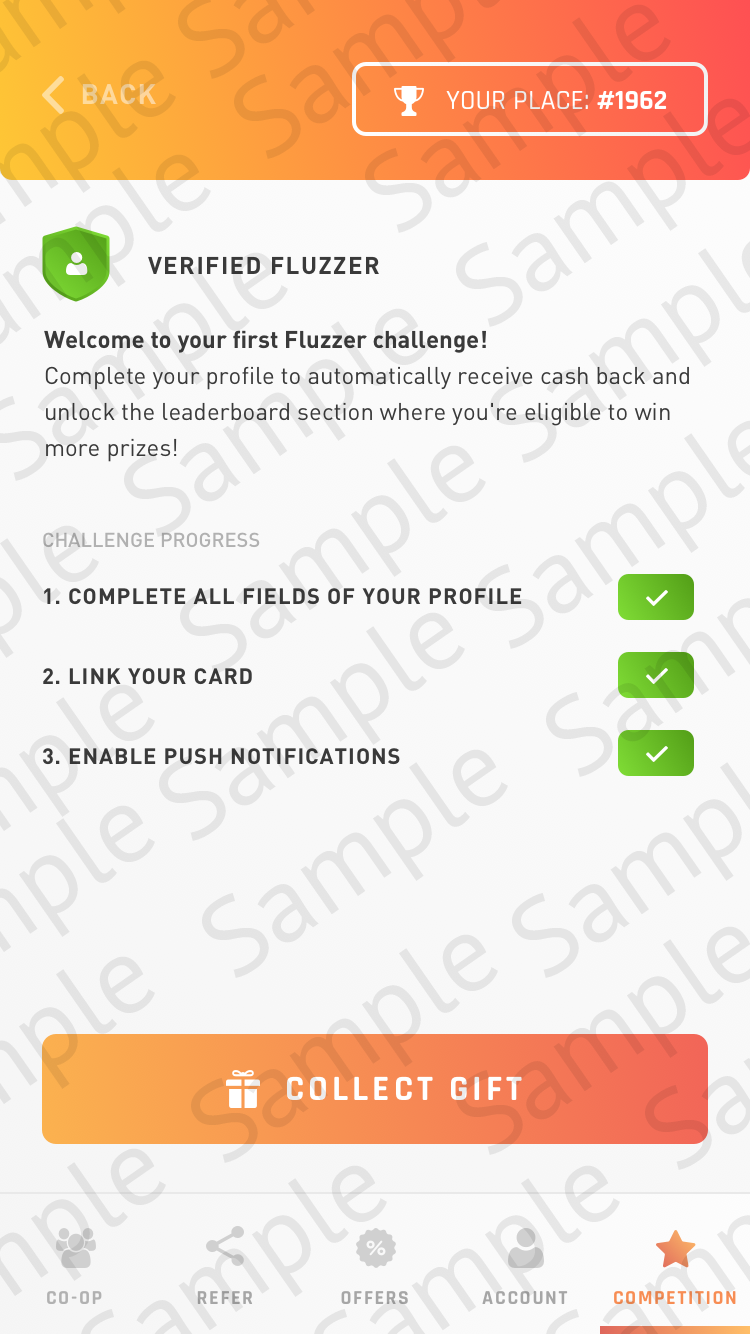 BACK
YOUR PLACE: #1962
VERIFIED FLUZZER
Welcome to your first Fluzzer challenge!
Complete your profile to automatically receive cash back and
unlock the leaderboard section where you're eligible to win
more prizes!
CHALLENGE PROGRESS
1. COMPLETE ALL FIELDS OF YOUR PROFILE
2. LINK YOUR CARD
3. ENABLE PUSH NOTIFICATIONS
COLLECT GIFT
%
CO-OP REFER OFFERS ACCOUNT COMPETITION
Sample